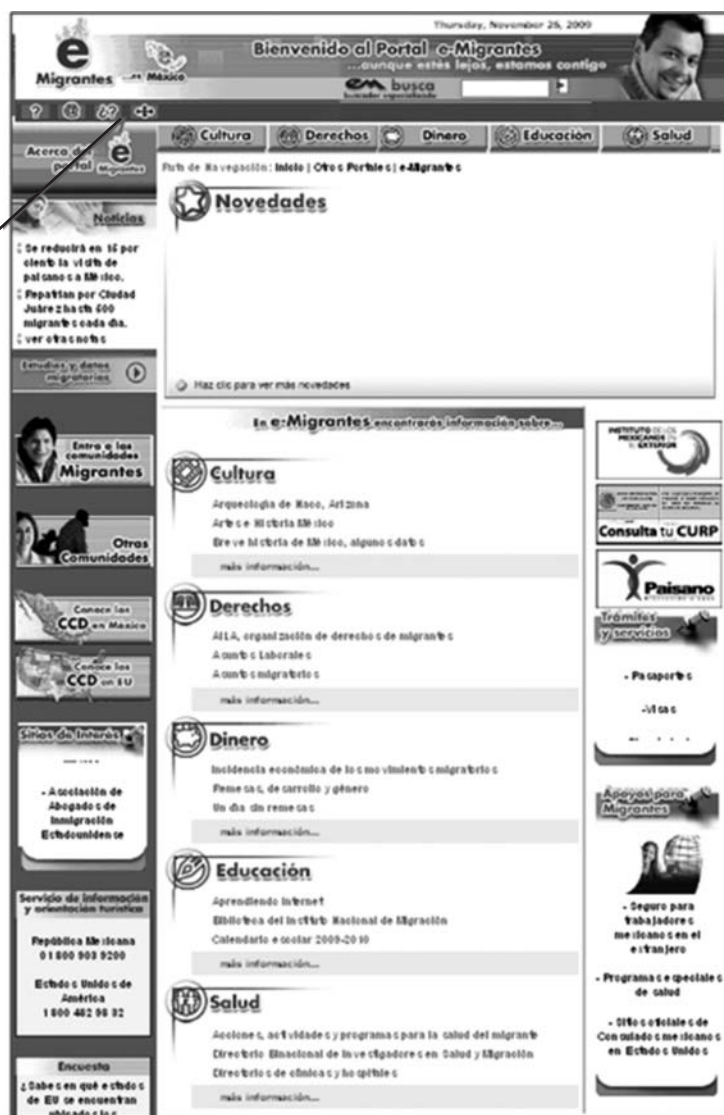 Thursday, November 26, 2009
e
Migrantes
México
Bienvenido al Portal e-Migrantes
...aunque estés lejos, estamos contigo
em busca
buscador especializado
Cultura
Derechos
Dinero
Educación
Salud
Acerca del
portal
e
Migrantes
Ruta de Navegación: Inicio | Otros Portales | e-Migrantes
Noticias
Se reducirá en 15 por
ciento la visita de
paisanos a México.
Repatrían por Ciudad
Juárez hasta 600
migrantes cada día.
ver otras notas
Estudios y datos
migratorios
Entra a las
comunidades
Migrantes
Otras
Comunidades
Conoce los
CCD en México
Conoce los
CCD en EU
Sitios de Interés
- Asociación de
Abogados de
Inmigración
Estadounidense
Servicio de información
y orientación turística
República Mexicana
01 800 903 9200
Estados Unidos de
América
1 800 482 98 32
Encuesta
¿Sabes en qué estados
de EU se encuentran
ubicados los
Novedades
Haz clic para ver más novedades
En e-Migrantes encontrarás información sobre...
Cultura
Arqueología de Naco, Arizona
Artes e Historia México
Breve historia de México, algunos datos
más información...
Derechos
AILA, organización de derechos de migrantes
Asuntos Laborales
Asuntos migratorios
más información...
Dinero
Incidencia económica de los movimientos migratorios
Remesas, desarrollo y género
Un día sin remesas
más información...
Educación
Aprendiendo Internet
Biblioteca del Instituto Nacional de Migración
Calendario escolar 2009-2010
más información...
Salud
Acciones, actividades y programas para la salud del migrante
Directorio Binacional de Investigadores en Salud y Migración
Directorios de clínicas y hospitales
más información...
INSTITUTO DE LOS
MEXICANOS EN
EL EXTERIOR
Consulta tu CURP
Paisano
Trámites
y servicios
- Pasaportes
-Visas
Apoyos para
Migrantes
- Seguro para
trabajadores
mexicanos en el
extranjero
- Programas especiales
de salud
- Sitios oficiales de
Consulados mexicanos
en Estados Unidos